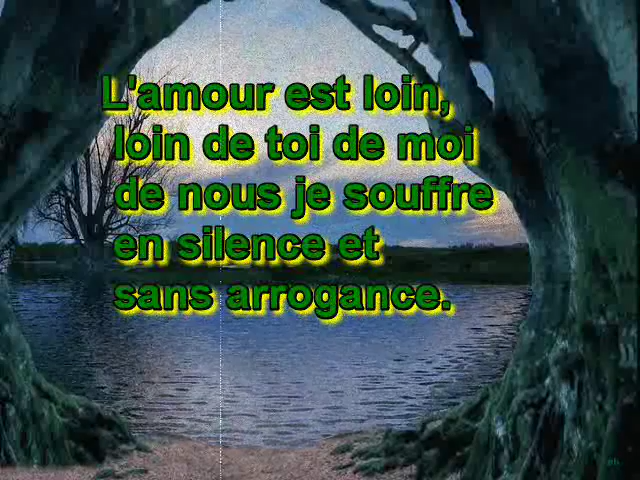 L'amour est loin,
loin de toi de moi
de nous je souffre
en silence et
sans arrogance.